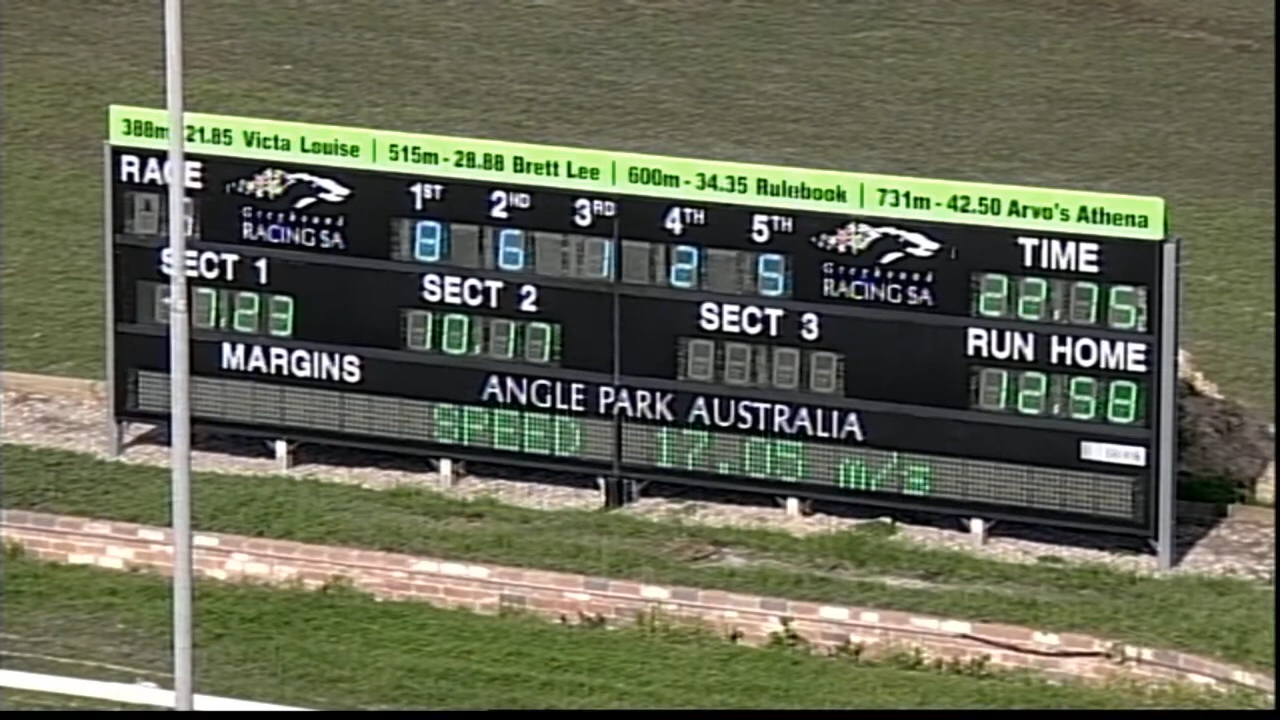 388m-21.85 Victa Louise | 515m-28.88 Brett Lee | 600m-34.35 Rulebook | 731m-42.50 Arvo's Athena
RACE
Greyhound
RACING SA
1ST 2ND 3RD 4TH 5TH
8 6 1 2 5
Greyhound
RACING SA
TIME
22.15
SECT 1
7.23
SECT 2
10.17
SECT 3
RUN HOME
12.58
MARGINS
ANGLE PARK AUSTRALIA
SPEED 17.05 m/s